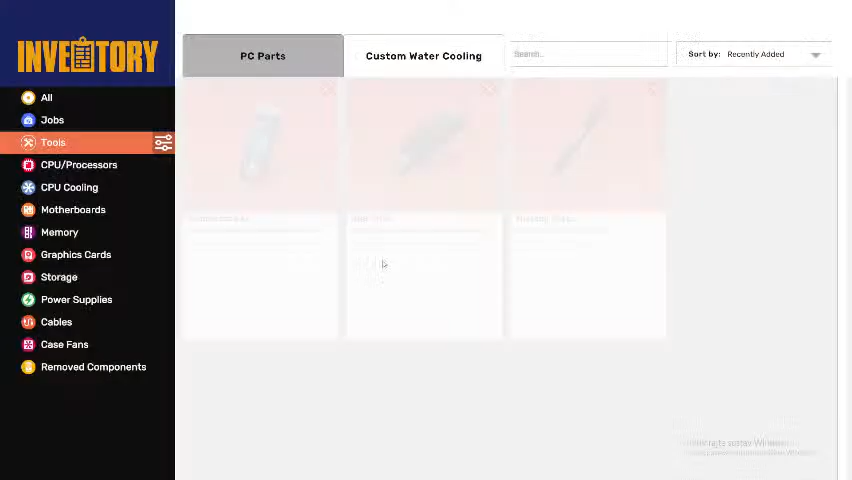 INVENTORY
PC Parts
Custom Water Cooling
Search...
Sort by: Recently Added
All
Jobs
Tools
CPU/Processors
CPU Cooling
Motherboards
Memory
Graphics Cards
Storage
Power Supplies
Cables
Case Fans
Removed Components